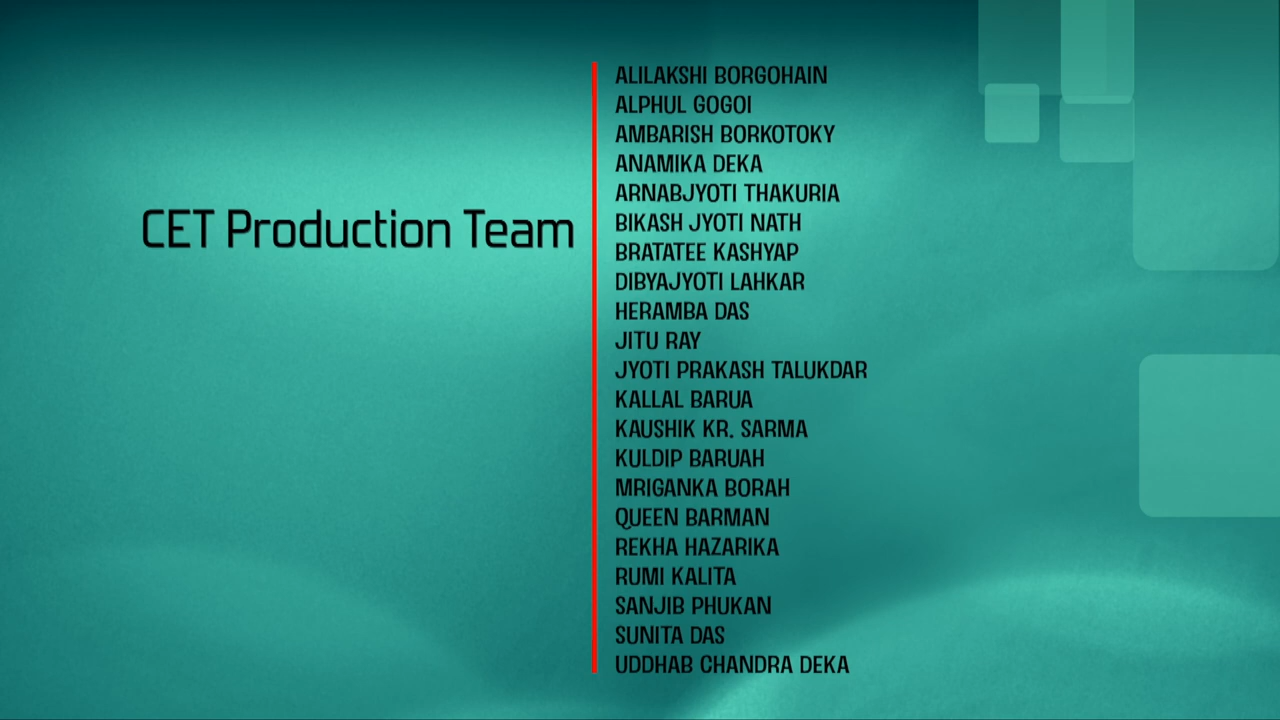 CET Production Team
ALILAKSHI BORGOHAIN
ALPHUL GOGOI
AMBARISH BORKOTOKY
ANAMIKA DEKA
ARNABJYOTI THAKURIA
BIKASH JYOTI NATH
BRATATEE KASHYAP
DIBYAJYOTI LAHKAR
HERAMBA DAS
JITU RAY
JYOTI PRAKASH TALUKDAR
KALLAL BARUA
KAUSHIK KR. SARMA
KULDIP BARUAH
MRIGANKA BORAH
QUEEN BARMAN
REKHA HAZARIKA
RUMI KALITA
SANJIB PHUKAN
SUNITA DAS
UDDHAB CHANDRA DEKA